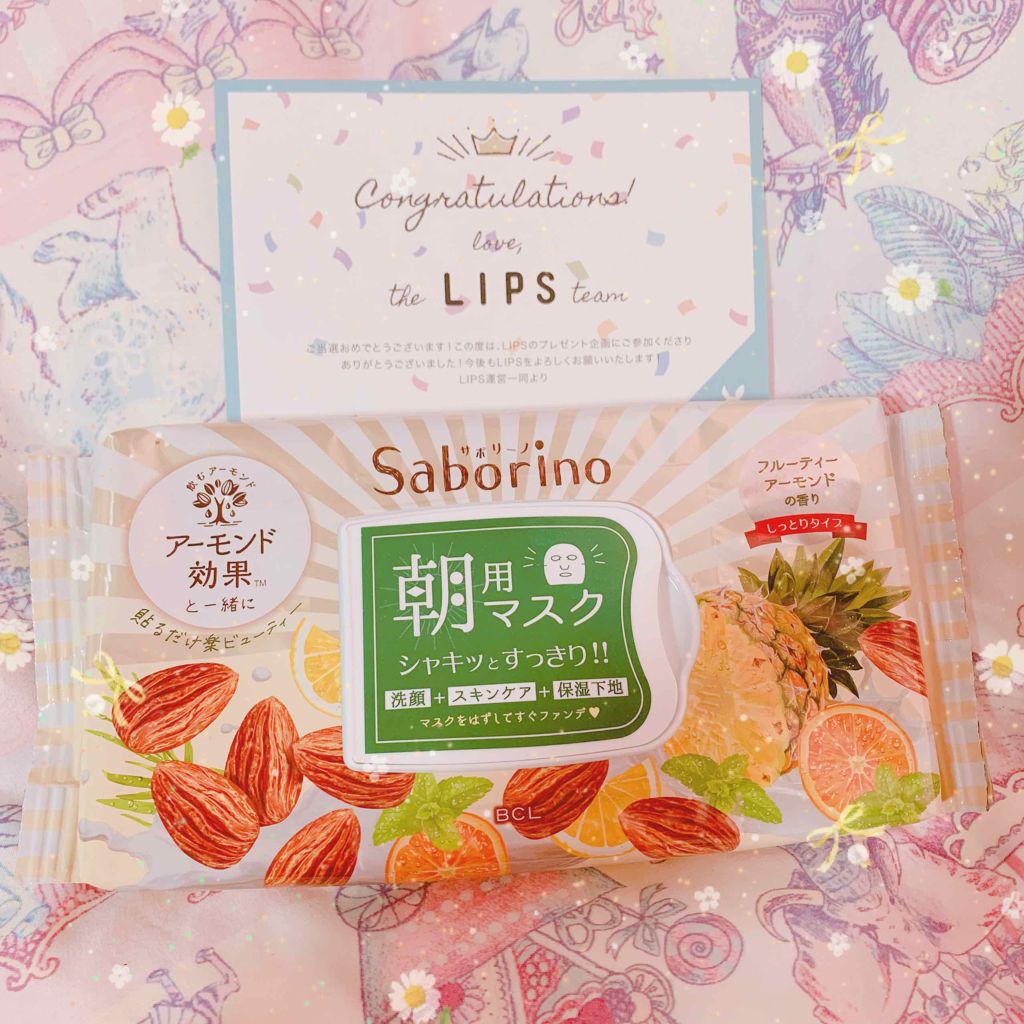 Congratulations!
love,
the LIPS team
ご当選おめでとうございます！この度は、LIPSのプレゼント企画にご参加くださり
ありがとうございました！今後もLIPSをよろしくお願いいたします！
LIPS運営一同より
サボリーノ
Saborino
飲むアーモンド
アーモンド
効果™
と一緒に
貼るだけ楽ビューティー
フルーティー
アーモンド
の香り
しっとりタイプ
朝用マスク
シャキッとすっきり!!
洗顔+スキンケア+保湿下地
マスクをはずしてすぐファンデ♥
BCL